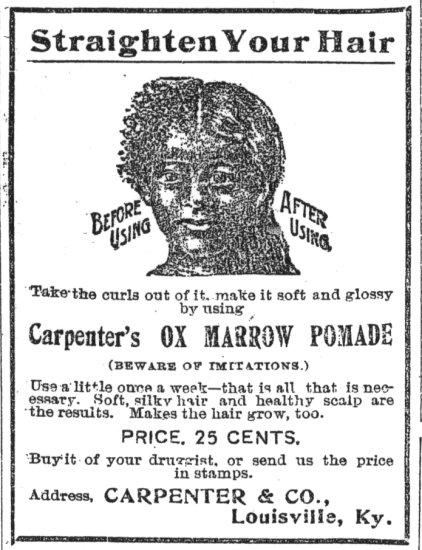 Straighten Your Hair
BEFORE USING
AFTER USING.
Take the curls out of it, make it soft and glossy
by using
Carpenter's OX MARROW POMADE
(BEWARE OF IMITATIONS.)
Use a little once a week—that is all that is nec-
essary. Soft, silky hair and healthy scalp are
the results. Makes the hair grow, too.
PRICE, 25 CENTS.
Buy it of your druggist, or send us the price
in stamps.
Address, CARPENTER & CO.,
Louisville, Ky.